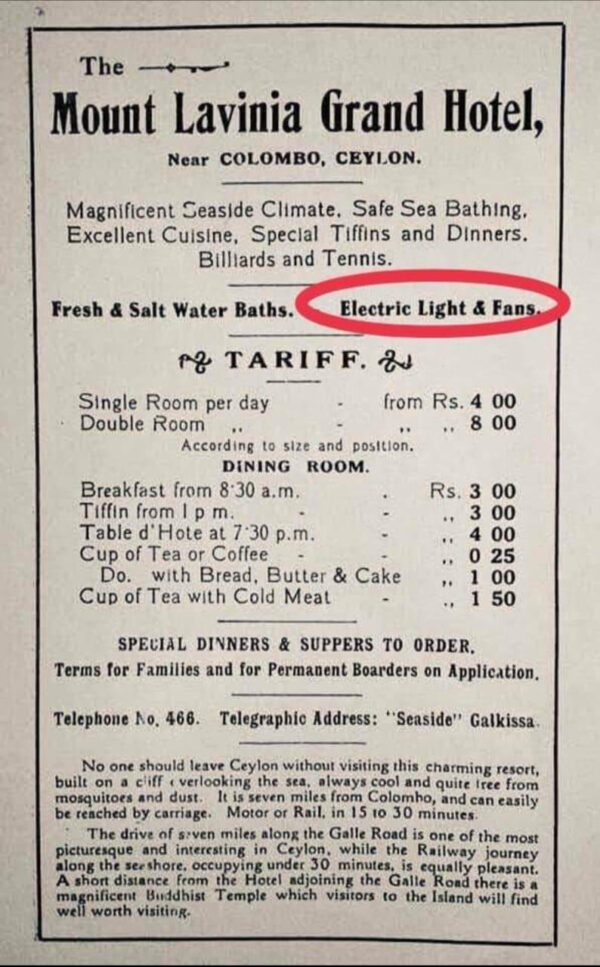 The
Mount Lavinia Grand Hotel,
Near COLOMBO, CEYLON.
Magnificent Seaside Climate, Safe Sea Bathing,
Excellent Cuisine, Special Tiffins and Dinners.
Billiards and Tennis.
Fresh & Salt Water Baths. Electric Light & Fans.
TARIFF.
Single Room per day - from Rs. 4 00
Double Room ,, - ,, ,, 8 00
According to size and position.
DINING ROOM.
Breakfast from 8·30 a.m. . Rs. 3 00
Tiffin from 1 p m. - - ,, 3 00
Table d'Hote at 7·30 p.m. - ,, 4 00
Cup of Tea or Coffee - - ,, 0 25
Do. with Bread, Butter & Cake ,, 1 00
Cup of Tea with Cold Meat - ,, 1 50
SPECIAL DINNERS & SUPPERS TO ORDER.
Terms for Families and for Permanent Boarders on Application.
Telephone No. 466. Telegraphic Address: "Seaside" Galkissa.
No one should leave Ceylon without visiting this charming resort,
built on a cliff overlooking the sea, always cool and quite free from
mosquitoes and dust. It is seven miles from Colombo, and can easily
be reached by carriage. Motor or Rail, in 15 to 30 minutes.
The drive of seven miles along the Galle Road is one of the most
picturesque and interesting in Ceylon, while the Railway journey
along the seashore, occupying under 30 minutes, is equally pleasant.
A short distance from the Hotel adjoining the Galle Road there is a
magnificent Buddhist Temple which visitors to the Island will find
well worth visiting.